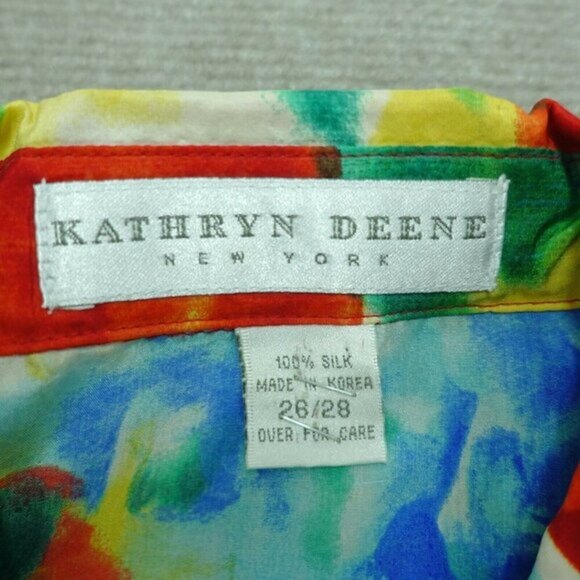 KATHRYN DEENE
NEW YORK
100% SILK
MADE IN KOREA
26/28
OVER FOR CARE